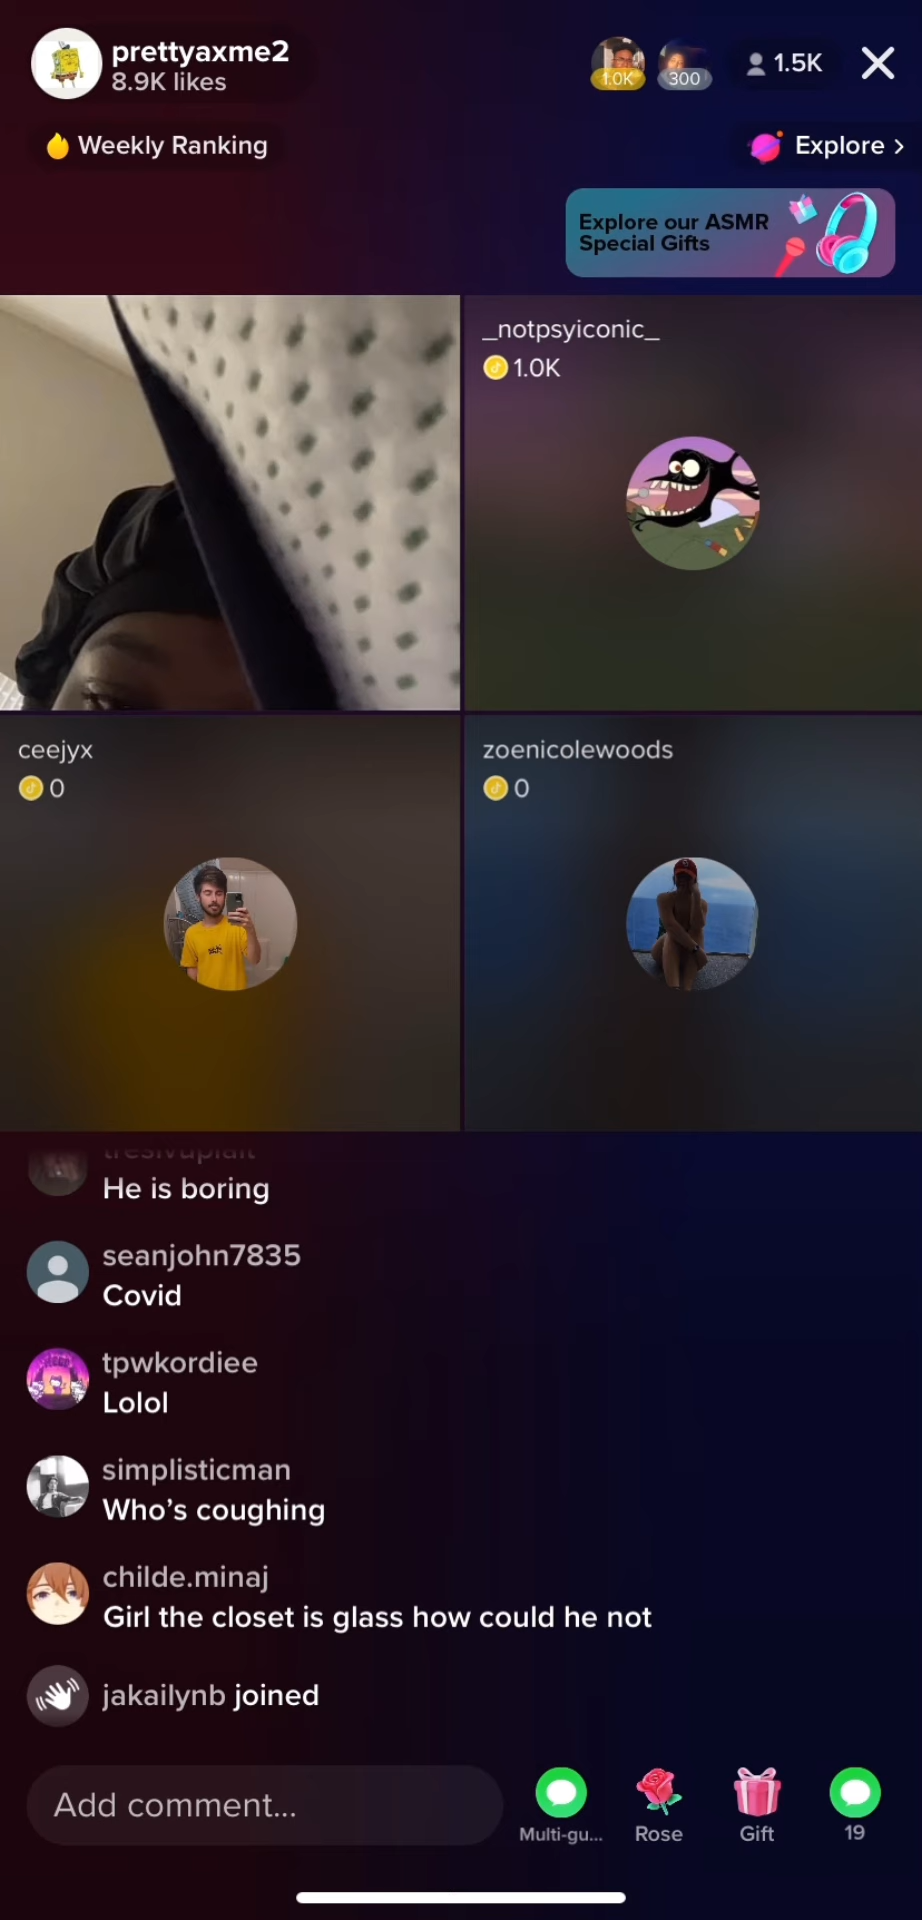 prettyaxme2
8.9K likes
1.0K
300
1.5K
Weekly Ranking
Explore >
Explore our ASMR
Special Gifts
_notpsyiconic_
1.0K
ceejyx
0
zoenicolewoods
0
He is boring
seanjohn7835
Covid
tpwkordiee
Lolol
simplisticman
Who's coughing
childe.minaj
Girl the closet is glass how could he not
jakailynb joined
Add comment...
Multi-gu...
Rose
Gift
19